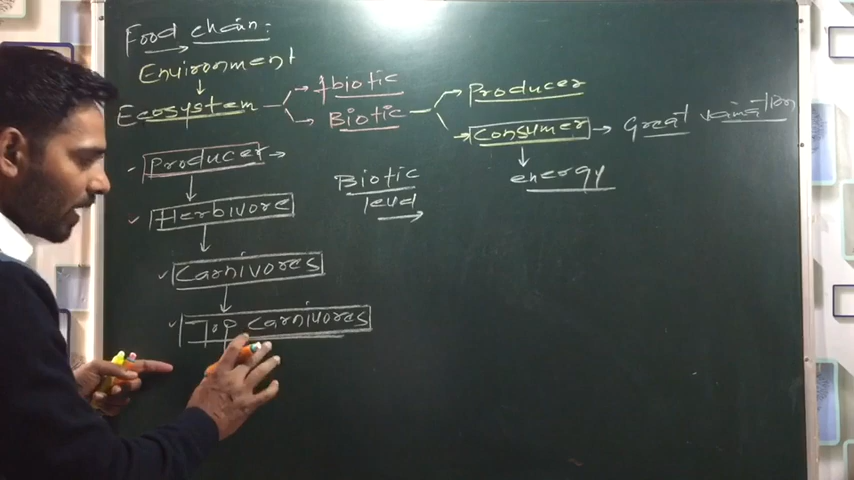 Food chain:
Environment
↓
Ecosystem → Abiotic
→ Biotic → Producer
→ Consumer → Great variation
↓
energy
Producer →
↓
Herbivore
↓
Carnivores
↓
Top carnivores
Biotic
level →